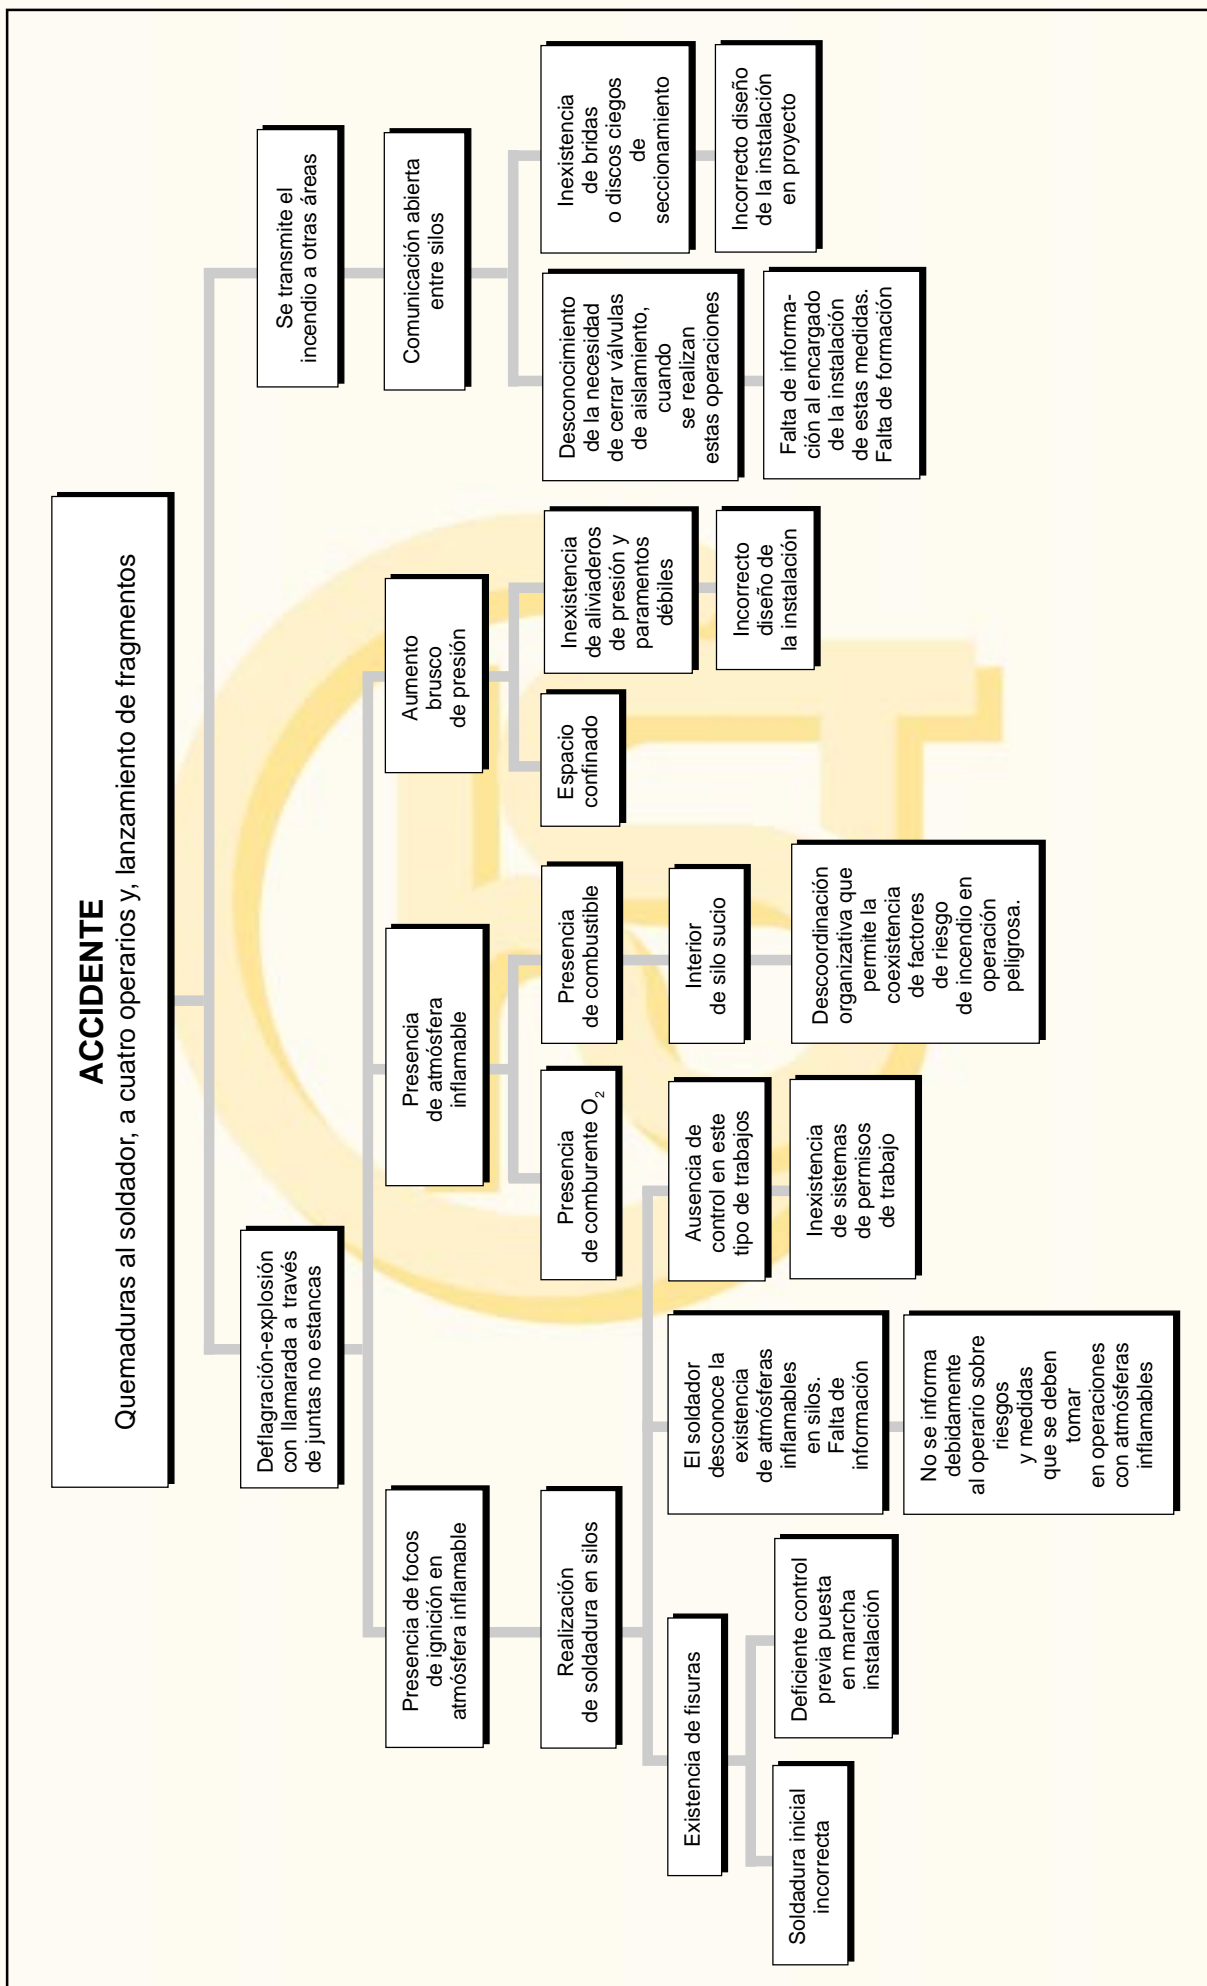 ACCIDENTE
Quemaduras al soldador, a cuatro operarios y, lanzamiento de fragmentos
Deflagración-explosión
con llamarada a través
de juntas no estancas
Se transmite el
incendio a otras áreas
Presencia de focos
de ignición en
atmósfera inflamable
Presencia
de atmósfera
inflamable
Aumento
brusco
de presión
Comunicación abierta
entre silos
Realización
de soldadura en silos
Presencia
de comburente O₂
Presencia
de combustible
Espacio
confinado
Inexistencia
de aliviaderos
de presión y
paramentos
débiles
Desconocimiento
de la necesidad
de cerrar válvulas
de aislamiento,
cuando
se realizan
estas operaciones
Inexistencia
de bridas
o discos ciegos
de
seccionamiento
Existencia de fisuras
El soldador
desconoce la
existencia
de atmósferas
inflamables
en silos.
Falta de
información
Ausencia de
control en este
tipo de trabajos
Interior
de silo sucio
Incorrecto
diseño de
la instalación
Falta de informa-
ción al encargado
de la instalación
de estas medidas.
Falta de formación
Incorrecto diseño
de la instalación
en proyecto
Soldadura inicial
incorrecta
Deficiente control
previa puesta
en marcha
instalación
No se informa
debidamente
al operario sobre
riesgos
y medidas
que se deben
tomar
en operaciones
con atmósferas
inflamables
Inexistencia
de sistemas
de permisos
de trabajo
Descoordinación
organizativa que
permite la
coexistencia
de factores
de riesgo
de incendio en
operación
peligrosa.